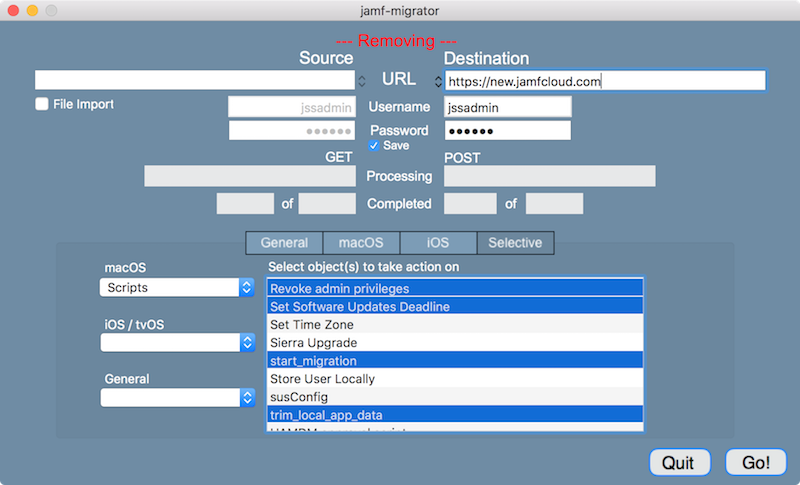 jamf-migrator
--- Removing ---
Source
Destination
URL
https://new.jamfcloud.com
File Import
jssadmin
Username
jssadmin
Password
Save
GET
POST
Processing
of
Completed
of
General
macOS
iOS
Selective
macOS
Select object(s) to take action on
Scripts
Revoke admin privileges
Set Software Updates Deadline
Set Time Zone
iOS / tvOS
Sierra Upgrade
start_migration
General
Store User Locally
susConfig
trim_local_app_data
Quit
Go!